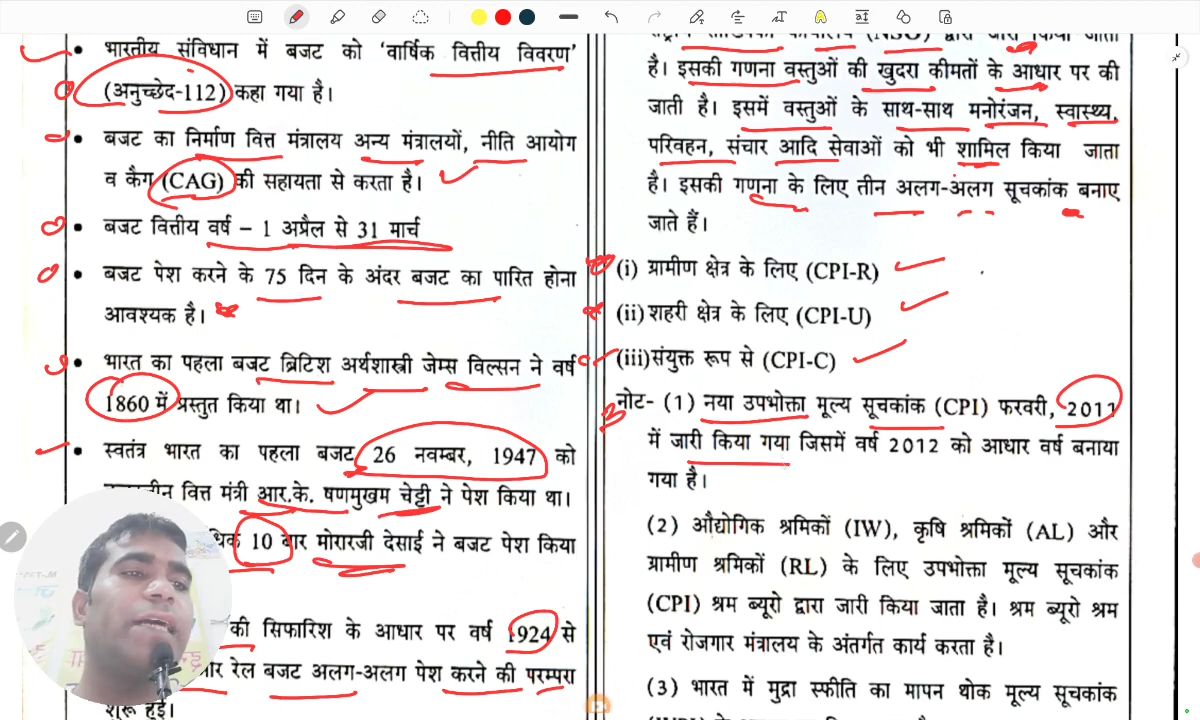 भारतीय संविधान में बजट को 'वार्षिक वित्तीय विवरण'
(अनुच्छेद-112) कहा गया है।
बजट का निर्माण वित्त मंत्रालय अन्य मंत्रालयों, नीति आयोग
व कैग (CAG) की सहायता से करता है।
बजट वित्तीय वर्ष – 1 अप्रैल से 31 मार्च
बजट पेश करने के 75 दिन के अंदर बजट का पारित होना
आवश्यक है।
भारत का पहला बजट ब्रिटिश अर्थशास्त्री जेम्स विल्सन ने वर्ष
1860 में प्रस्तुत किया था।
स्वतंत्र भारत का पहला बजट 26 नवम्बर, 1947 को
वित्त मंत्री आर.के. षणमुखम चेट्टी ने पेश किया था।
10 बार मोरारजी देसाई ने बजट पेश किया
की सिफारिश के आधार पर वर्ष 1924 से
रेल बजट अलग-अलग पेश करने की परम्परा
शुरू हुई।
(NSO) द्वारा जारी किया जाता
है। इसकी गणना वस्तुओं की खुदरा कीमतों के आधार पर की
जाती है। इसमें वस्तुओं के साथ-साथ मनोरंजन, स्वास्थ्य,
परिवहन, संचार आदि सेवाओं को भी शामिल किया जाता
है। इसकी गणना के लिए तीन अलग-अलग सूचकांक बनाए
जाते हैं।
(i) ग्रामीण क्षेत्र के लिए (CPI-R)
(ii) शहरी क्षेत्र के लिए (CPI-U)
(iii) संयुक्त रूप से (CPI-C)
नोट- (1) नया उपभोक्ता मूल्य सूचकांक (CPI) फरवरी, 2011
में जारी किया गया जिसमें वर्ष 2012 को आधार वर्ष बनाया
गया है।
(2) औद्योगिक श्रमिकों (IW), कृषि श्रमिकों (AL) और
ग्रामीण श्रमिकों (RL) के लिए उपभोक्ता मूल्य सूचकांक
(CPI) श्रम ब्यूरो द्वारा जारी किया जाता है। श्रम ब्यूरो श्रम
एवं रोजगार मंत्रालय के अंतर्गत कार्य करता है।
(3) भारत में मुद्रा स्फीति का मापन थोक मूल्य सूचकांक